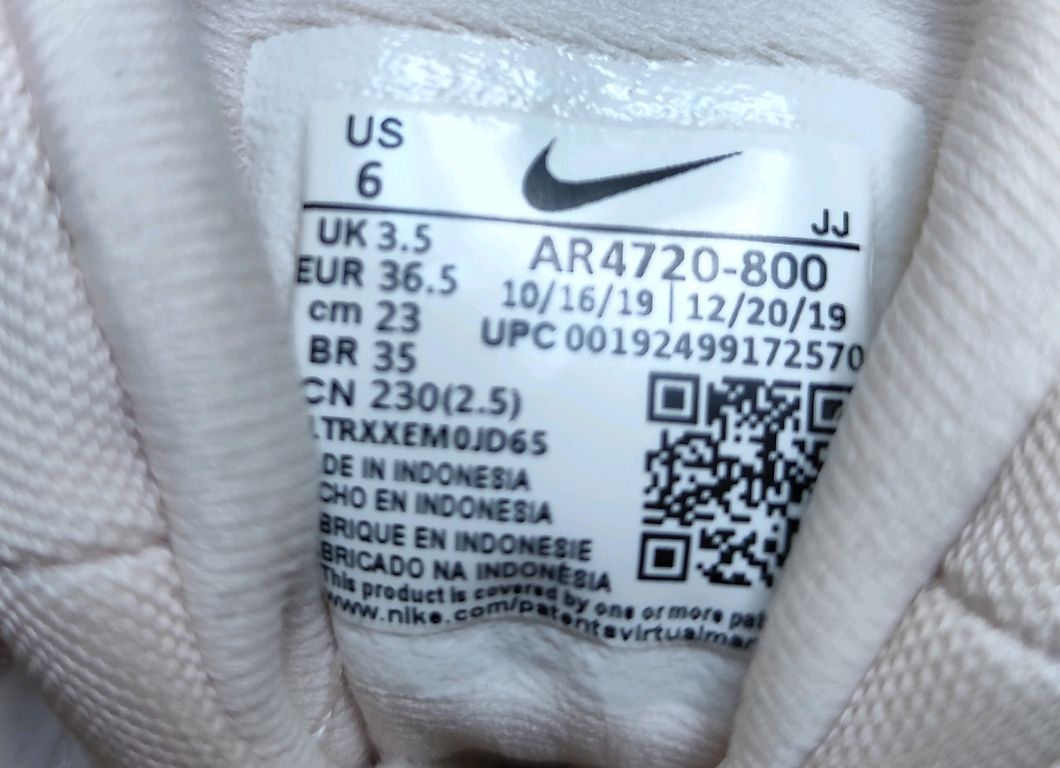 US
6
JJ
UK 3.5
EUR 36.5
cm 23
BR 35
CN 230(2.5)
AR4720-800
10/16/19 | 12/20/19
UPC 00192499172570
.TRXXEM0JD65
DE IN INDONESIA
CHO EN INDONESIA
BRIQUE EN INDONESIE
BRICADO NA INDONÉSIA
This product is covered by one or more pat
www.nike.com/patentsvirtualmar